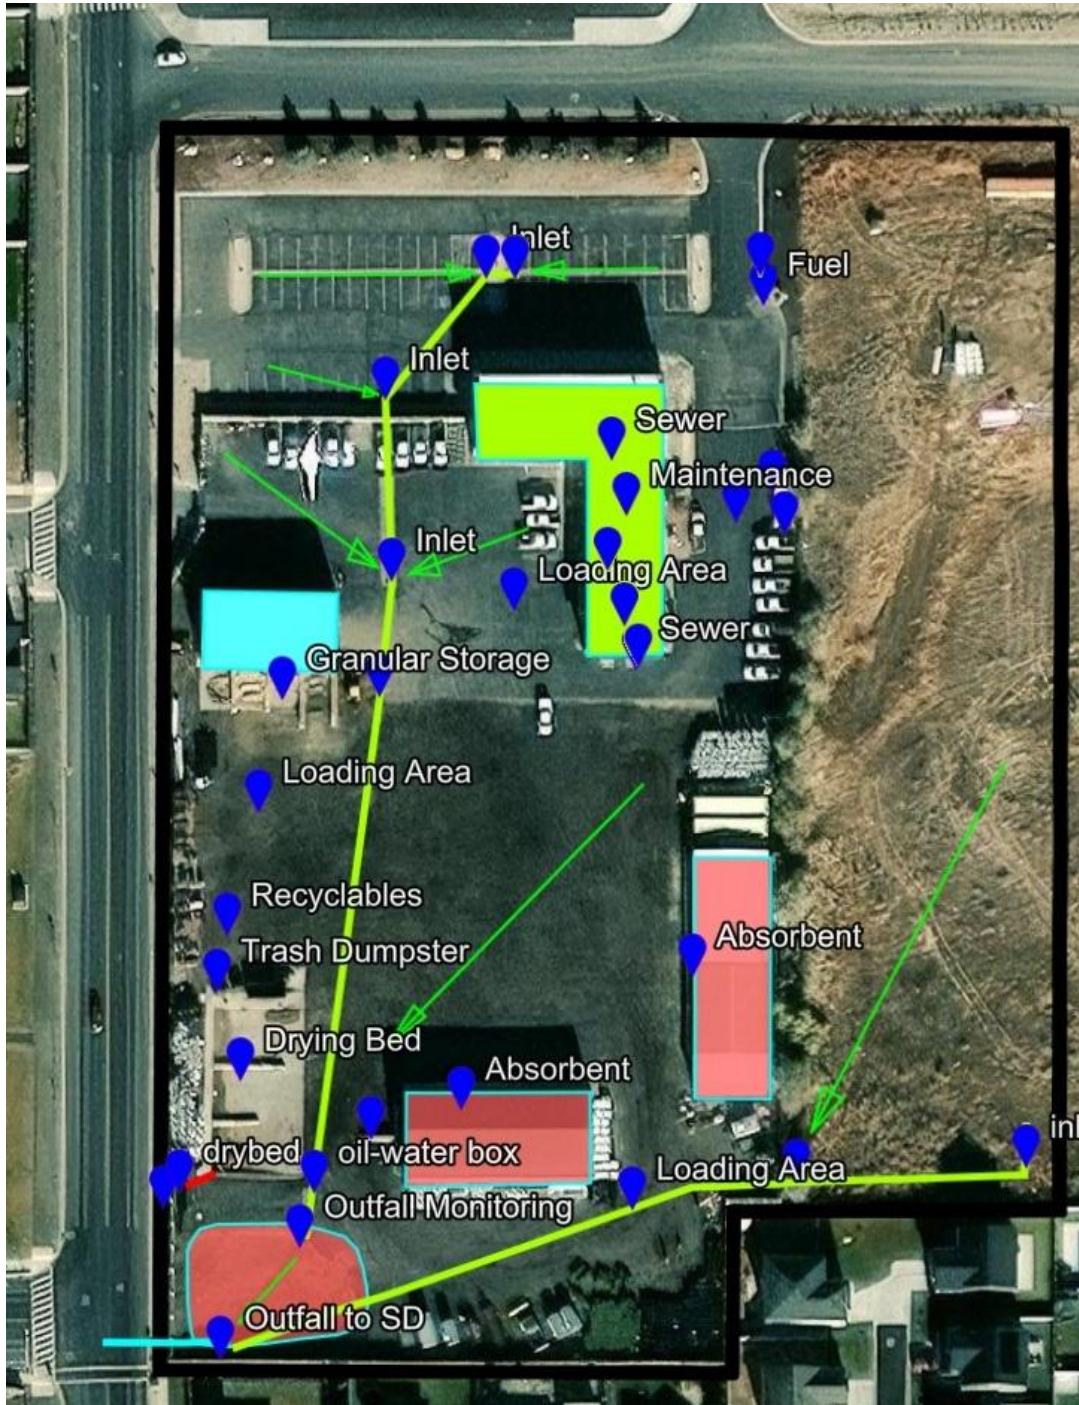 Inlet
Fuel
Inlet
Sewer
Maintenance
Inlet
Loading Area
Sewer
Granular Storage
Loading Area
Recyclables
Absorbent
Trash Dumpster
Drying Bed
Absorbent
inl
drybed
oil-water box
Loading Area
Outfall Monitoring
Outfall to SD